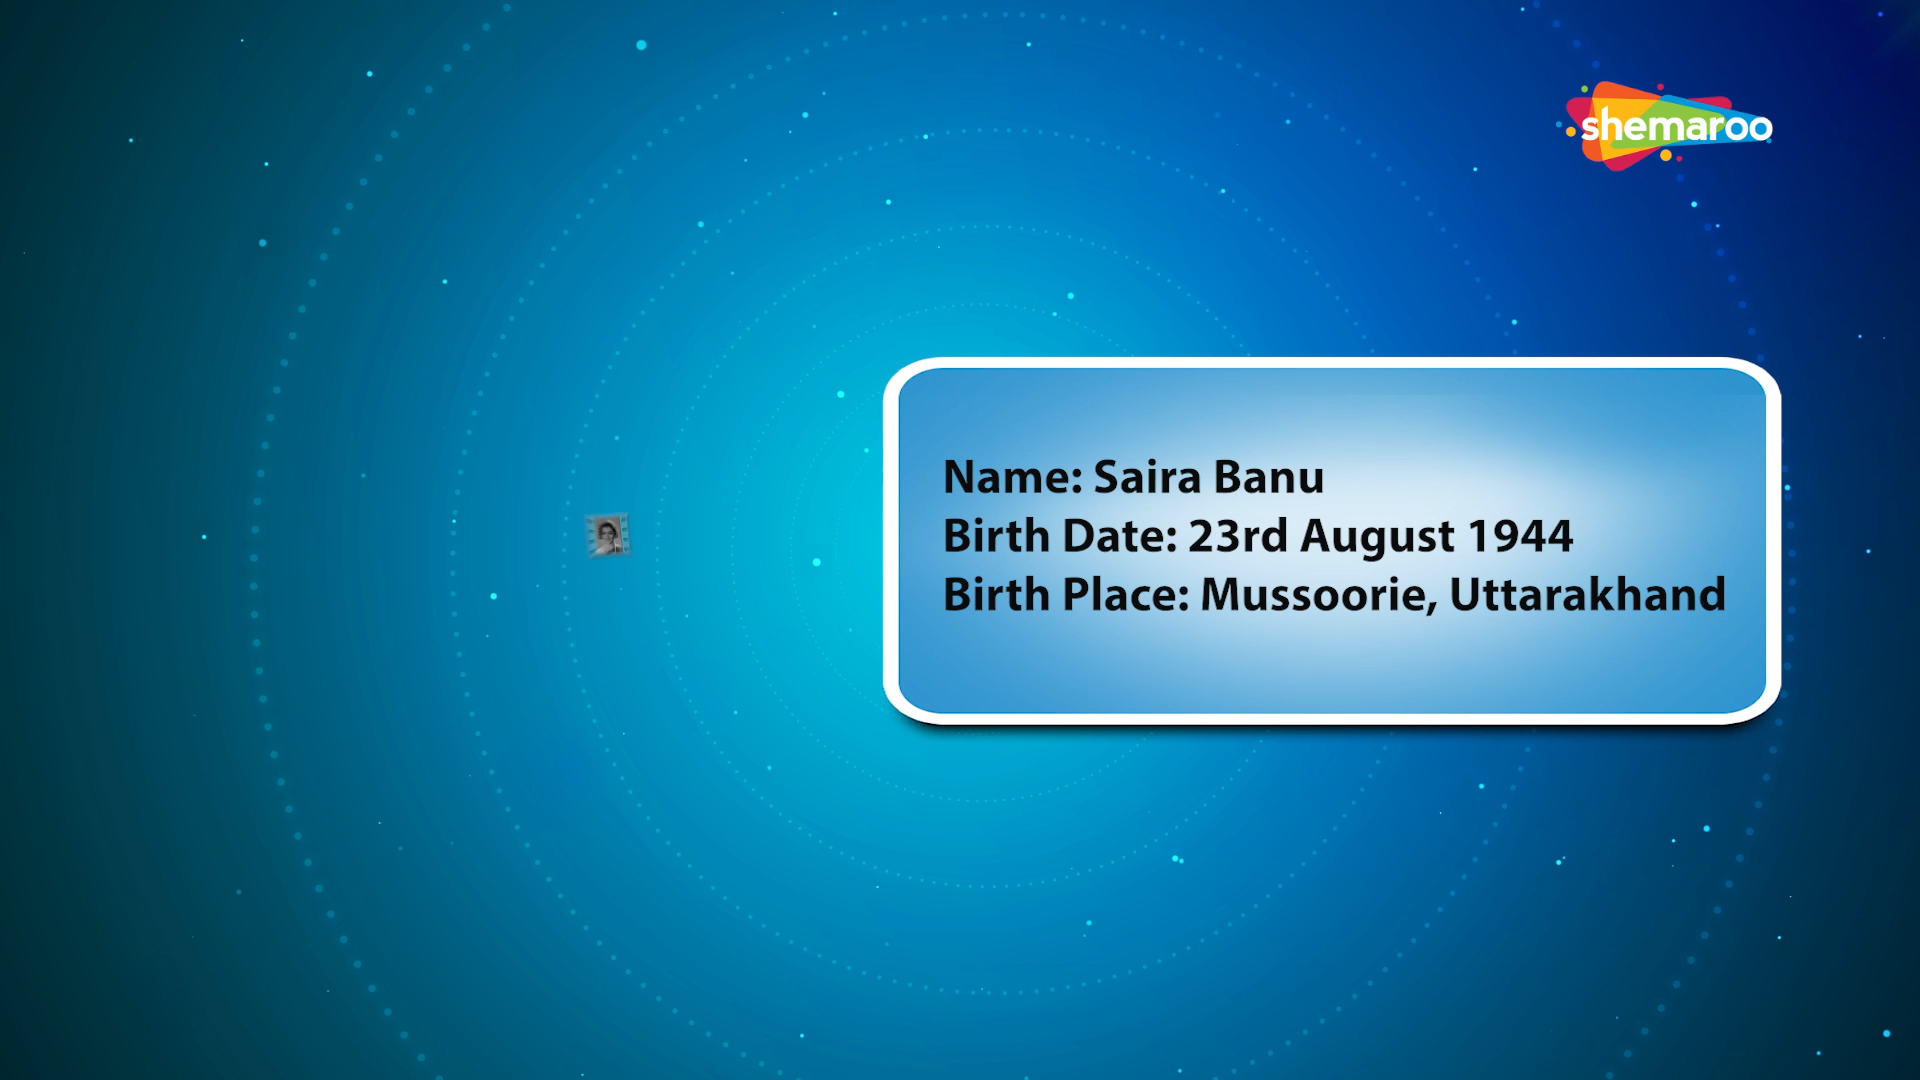 shemaroo
Name: Saira Banu
Birth Date: 23rd August 1944
Birth Place: Mussoorie, Uttarakhand